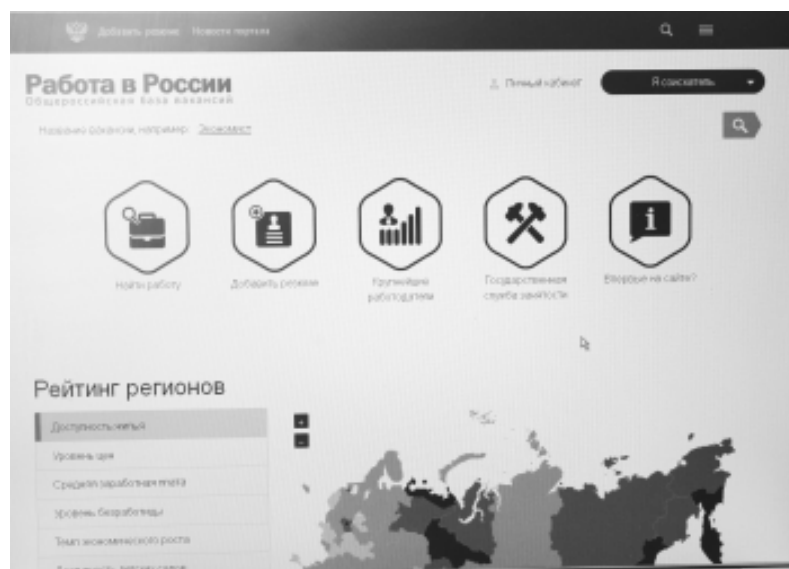 Добавить резюме Новости портала
Работа в России
Общероссийская база вакансий
Личный кабинет
Я соискатель
Название вакансии, например: Экономист
Найти работу
Добавить резюме
Крупнейшие
работодатели
Государственная
служба занятости
Впервые на сайте?
Рейтинг регионов
Доступность жилья
Уровень цен
Средняя заработная плата
Уровень безработицы
Темп экономического роста